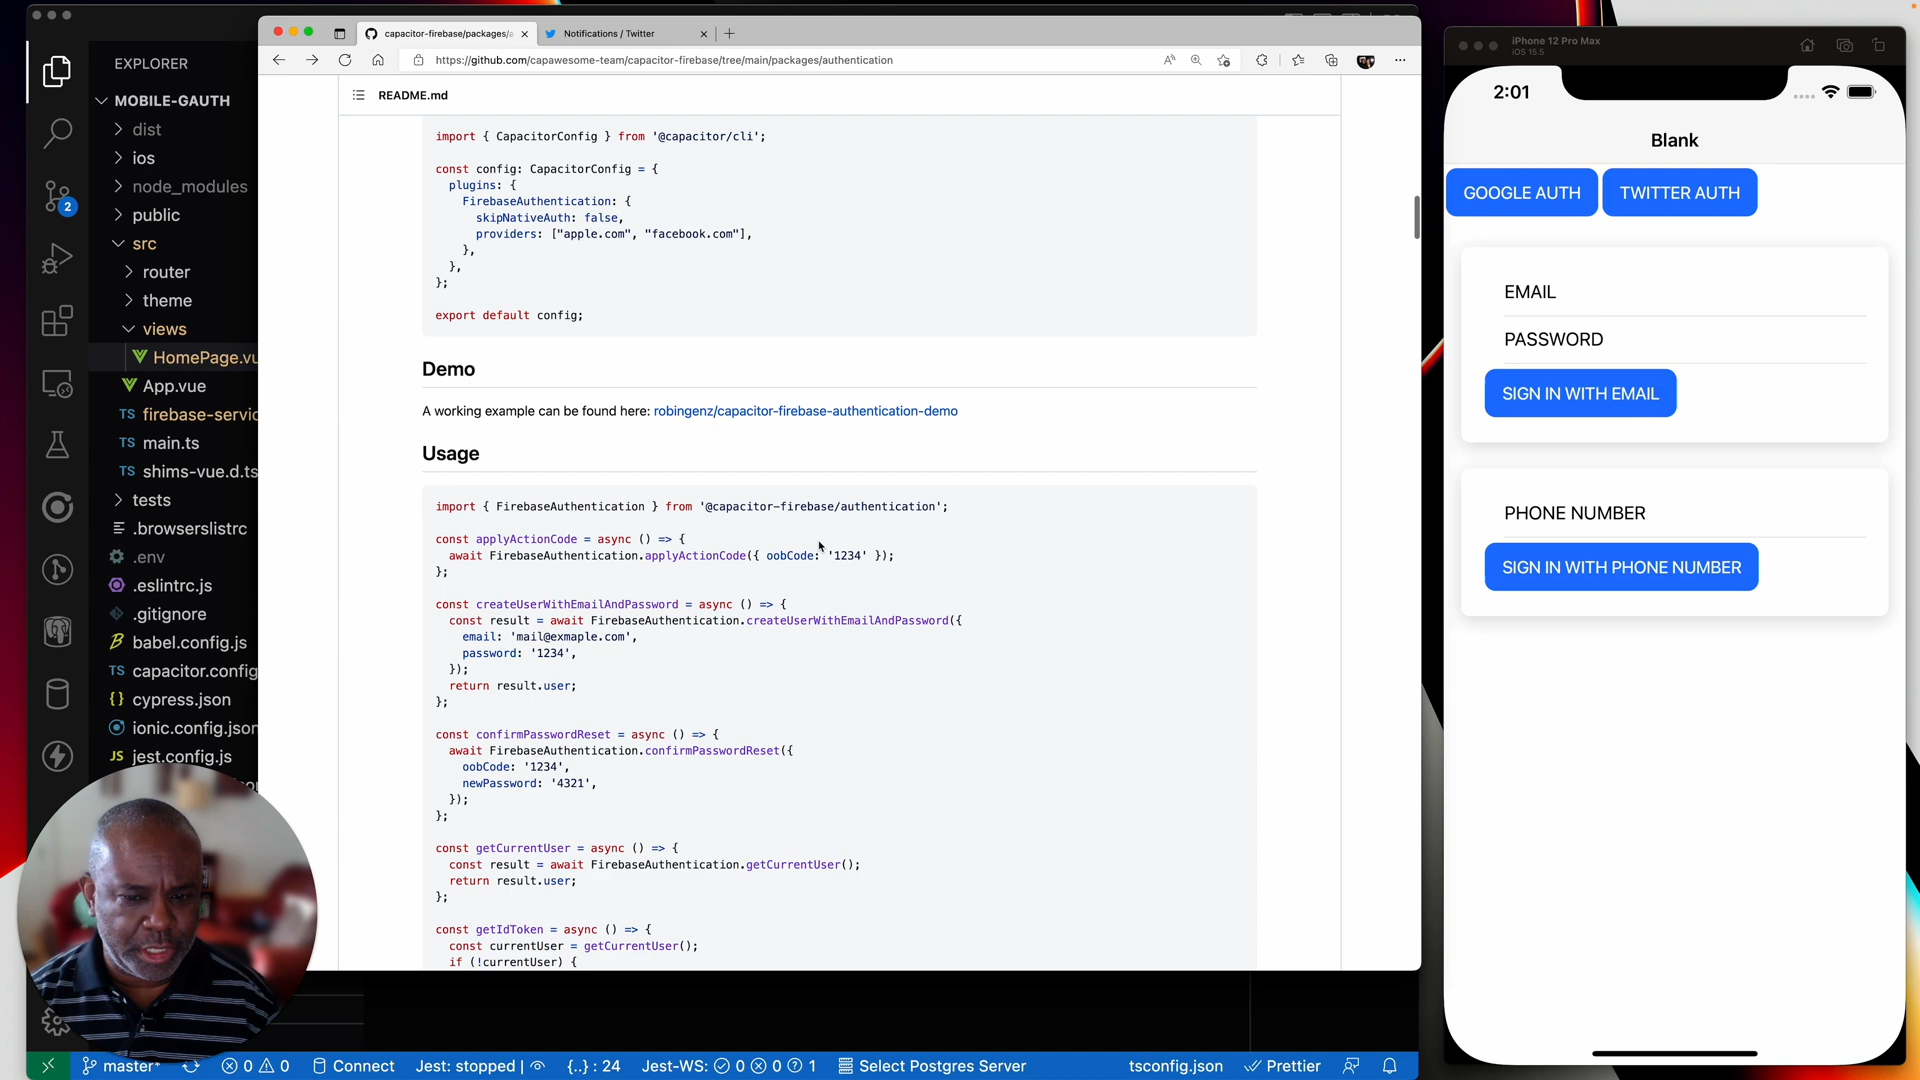 capacitor-firebase/packages/a
Notifications / Twitter
https://github.com/capawesome-team/capacitor-firebase/tree/main/packages/authentication
EXPLORER
MOBILE-GAUTH
dist
ios
node_modules
public
src
router
theme
views
HomePage.vu
App.vue
TS firebase-servic
TS main.ts
TS shims-vue.d.ts
tests
.browserslistrc
.env
.eslintrc.js
.gitignore
babel.config.js
TS capacitor.config
{} cypress.json
ionic.config.json
JS jest.config.js
2
README.md
import { CapacitorConfig } from '@capacitor/cli';
const config: CapacitorConfig = {
plugins: {
FirebaseAuthentication: {
skipNativeAuth: false,
providers: ["apple.com", "facebook.com"],
},
},
};
export default config;
Demo
A working example can be found here: robingenz/capacitor-firebase-authentication-demo
Usage
import { FirebaseAuthentication } from '@capacitor-firebase/authentication';
const applyActionCode = async () => {
await FirebaseAuthentication.applyActionCode({ oobCode: '1234' });
};
const createUserWithEmailAndPassword = async () => {
const result = await FirebaseAuthentication.createUserWithEmailAndPassword({
email: 'mail@exmaple.com',
password: '1234',
});
return result.user;
};
const confirmPasswordReset = async () => {
await FirebaseAuthentication.confirmPasswordReset({
oobCode: '1234',
newPassword: '4321',
});
};
const getCurrentUser = async () => {
const result = await FirebaseAuthentication.getCurrentUser();
return result.user;
};
const getIdToken = async () => {
const currentUser = getCurrentUser();
if (!currentUser) {
iPhone 12 Pro Max
iOS 15.5
2:01
Blank
GOOGLE AUTH TWITTER AUTH
EMAIL
PASSWORD
SIGN IN WITH EMAIL
PHONE NUMBER
SIGN IN WITH PHONE NUMBER
master* 0 0 Connect Jest: stopped | {..} : 24 Jest-WS: 0 0 1 Select Postgres Server tsconfig.json Prettier